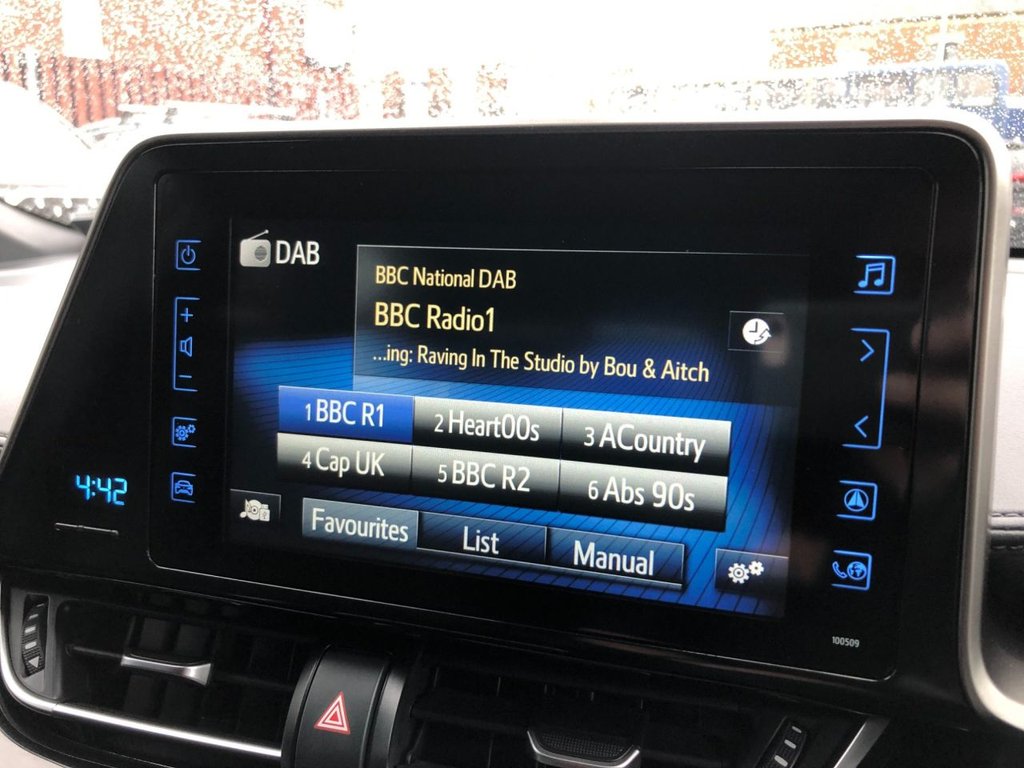 DAB
BBC National DAB
BBC Radio1
...ing: Raving In The Studio by Bou & Aitch
1 BBC R1
2 Heart00s
3 ACountry
4 Cap UK
5 BBC R2
6 Abs 90s
4:42
Favourites
List
Manual
100509